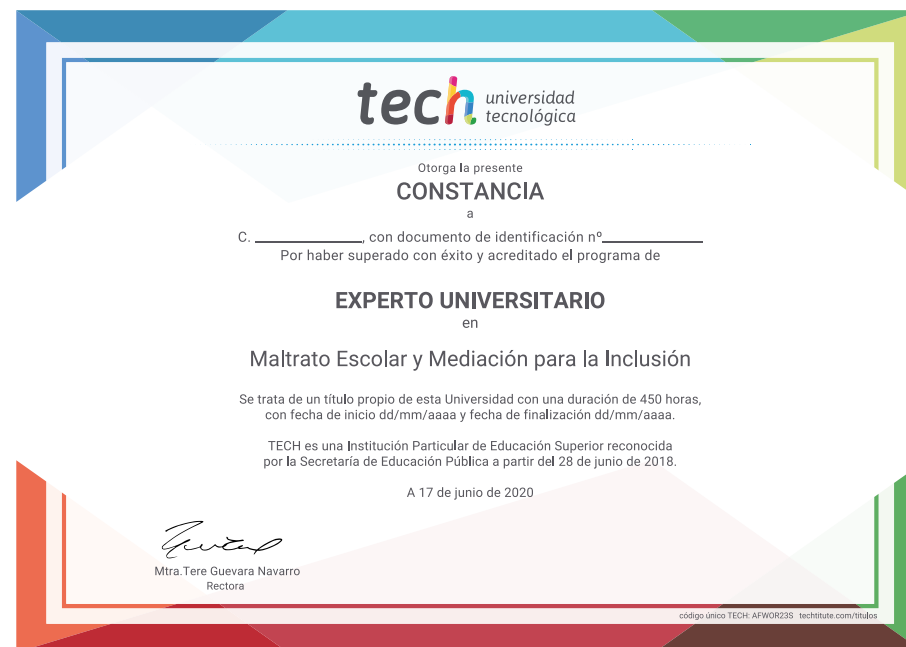 tech universidad
tecnológica
Otorga la presente
CONSTANCIA
a
C. ______________, con documento de identificación nº_____________
Por haber superado con éxito y acreditado el programa de
EXPERTO UNIVERSITARIO
en
Maltrato Escolar y Mediación para la Inclusión
Se trata de un título propio de esta Universidad con una duración de 450 horas,
con fecha de inicio dd/mm/aaaa y fecha de finalización dd/mm/aaaa.
TECH es una Institución Particular de Educación Superior reconocida
por la Secretaría de Educación Pública a partir del 28 de junio de 2018.
A 17 de junio de 2020
Mtra.Tere Guevara Navarro
Rectora
código único TECH: AFWOR23S techtitute.com/titulos